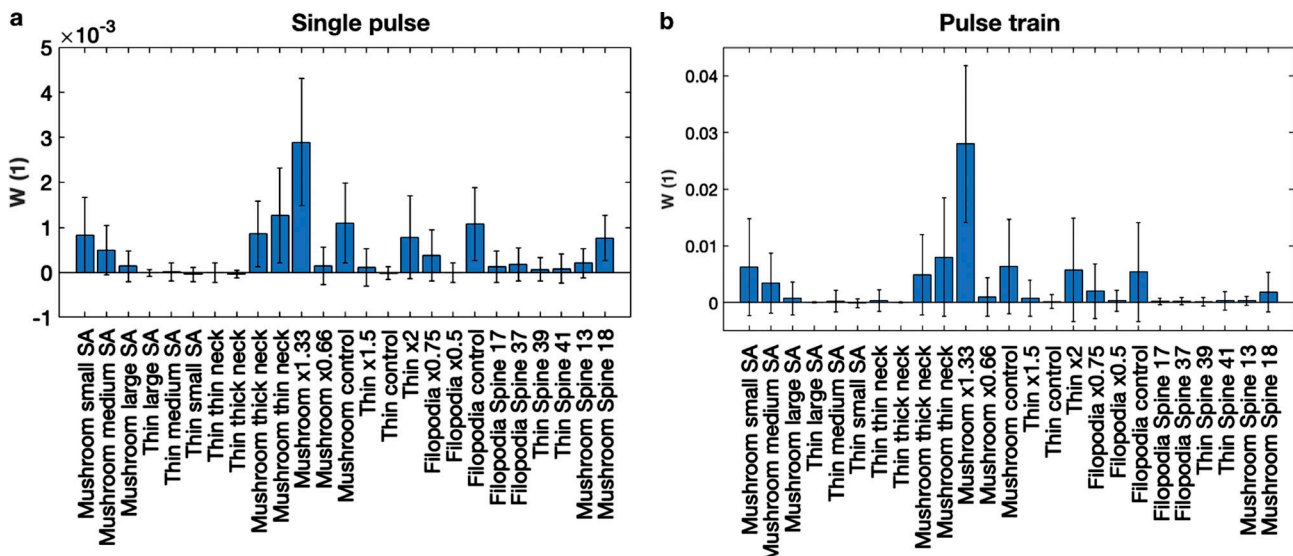 a
Single pulse
×10⁻³
5
4
3
2
1
0
-1
W (1)
Mushroom small SA
Mushroom medium SA
Mushroom large SA
Thin large SA
Thin medium SA
Thin small SA
Thin thin neck
Thin thick neck
Mushroom thick neck
Mushroom thin neck
Mushroom x1.33
Mushroom x0.66
Mushroom control
Thin x1.5
Thin control
Thin x2
Filopodia x0.75
Filopodia x0.5
Filopodia control
Filopodia Spine 17
Filopodia Spine 37
Thin Spine 39
Thin Spine 41
Mushroom Spine 13
Mushroom Spine 18
b
Pulse train
0.04
0.03
0.02
0.01
0
W (1)
Mushroom small SA
Mushroom medium SA
Mushroom large SA
Thin large SA
Thin medium SA
Thin small SA
Thin thin neck
Thin thick neck
Mushroom thick neck
Mushroom thin neck
Mushroom x1.33
Mushroom x0.66
Mushroom control
Thin x1.5
Thin control
Thin x2
Filopodia x0.75
Filopodia x0.5
Filopodia control
Filopodia Spine 17
Filopodia Spine 37
Thin Spine 39
Thin Spine 41
Mushroom Spine 13
Mushroom Spine 18